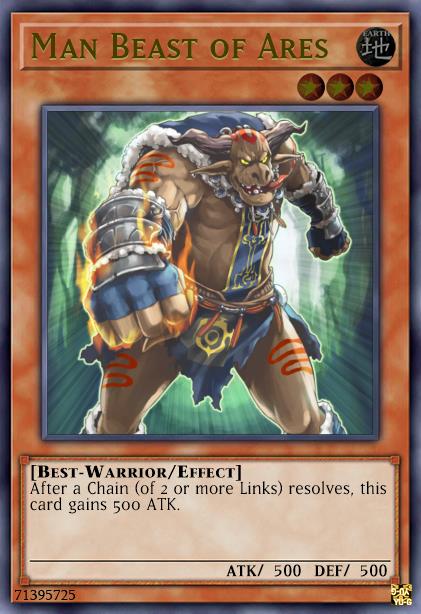 MAN BEAST OF ARES
EARTH
地
[BEST-WARRIOR/EFFECT]
After a Chain (of 2 or more Links) resolves, this
card gains 500 ATK.
ATK/ 500 DEF/ 500
71395725